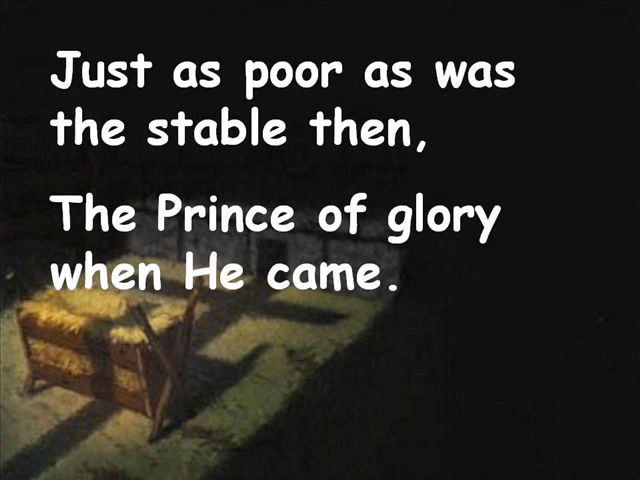 Just as poor as was
the stable then,
The Prince of glory
when He came.